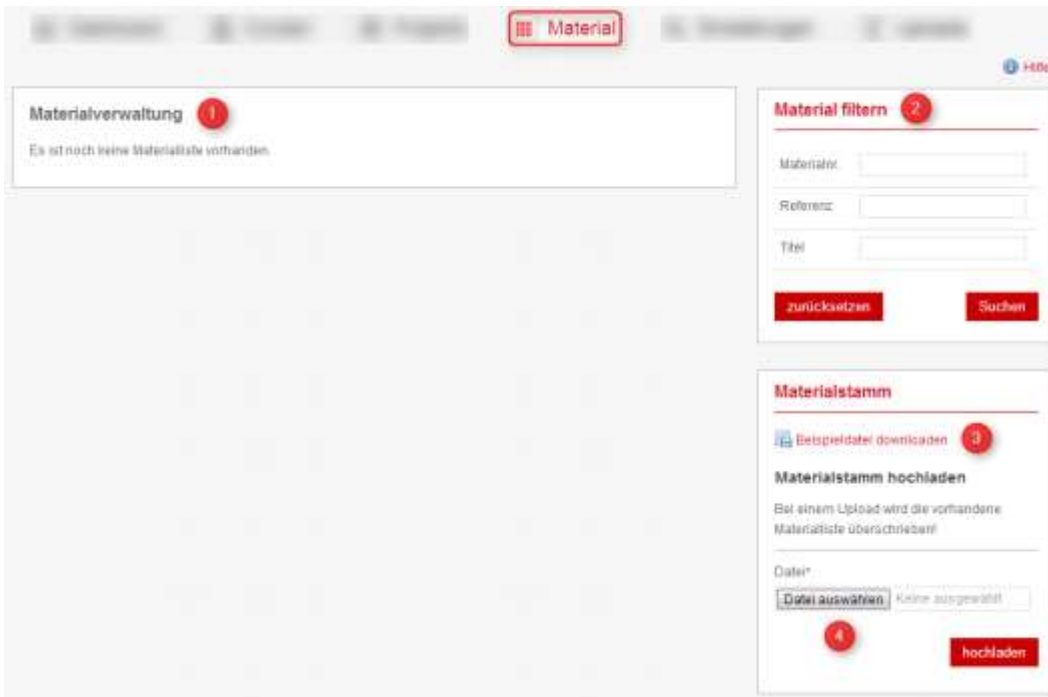 Material
Hilfe
Materialverwaltung 1
Es ist noch keine Materialliste vorhanden.
Material filtern 2
Materialnr.
Referenz
Titel
zurücksetzen Suchen
Materialstamm
Beispieldatei downloaden 3
Materialstamm hochladen
Bei einem Upload wird die vorhandene
Materialliste überschrieben!
Datei*
Datei auswählen Keine ausgewählt
4
hochladen